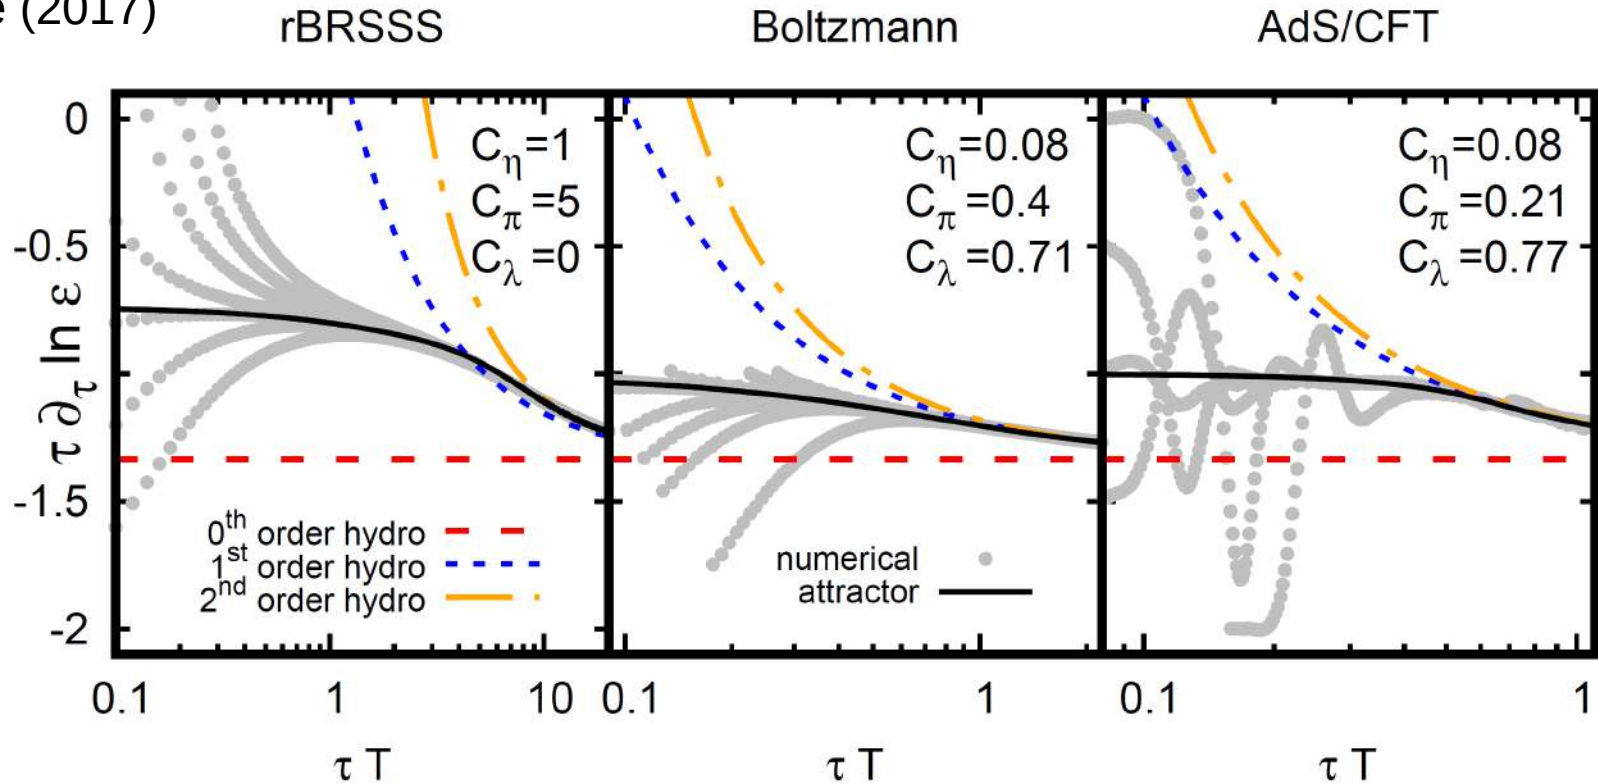 (2017)
rBRSSS
Boltzmann
AdS/CFT
τ ∂τ ln ε
0
-0.5
-1.5
-2
Cη=1
Cπ=5
Cλ=0
Cη=0.08
Cπ=0.4
Cλ=0.71
Cη=0.08
Cπ=0.21
Cλ=0.77
0th order hydro
1st order hydro
2nd order hydro
numerical
attractor
0.1 1 10
0.1 1
0.1 1
τ T
τ T
τ T